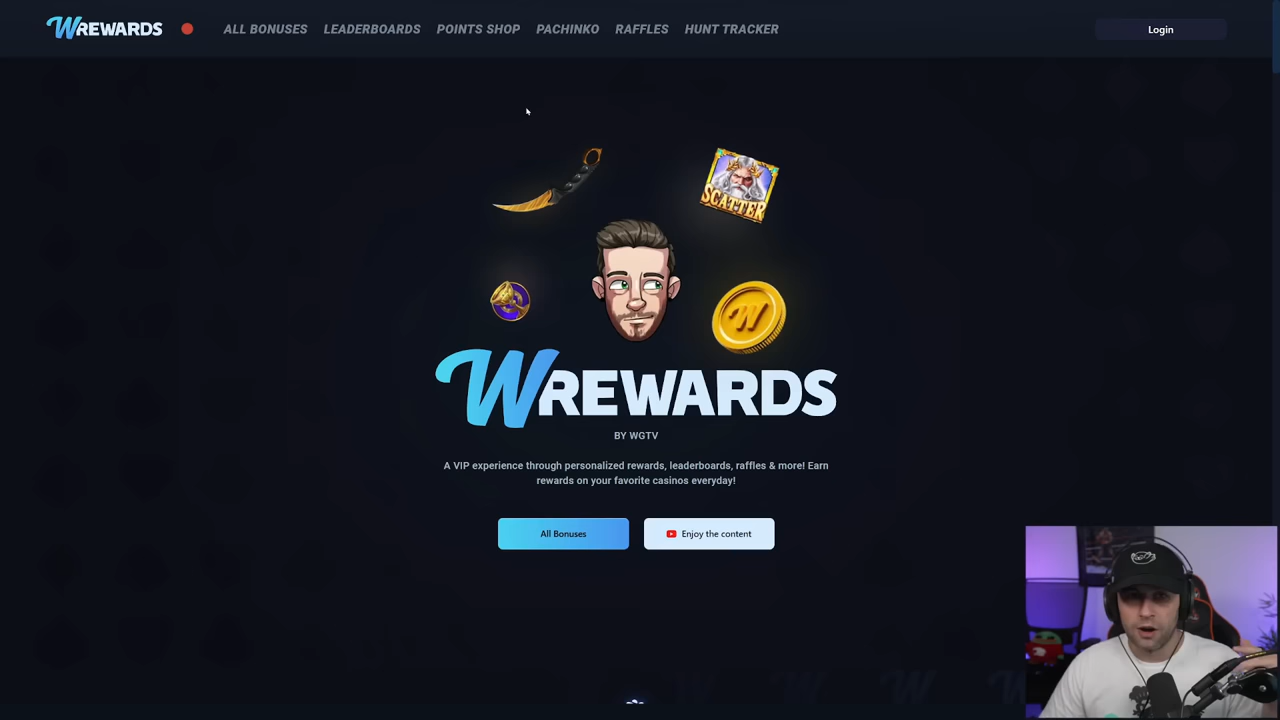 WREWARDS
ALL BONUSES
LEADERBOARDS
POINTS SHOP
PACHINKO
RAFFLES
HUNT TRACKER
Login
SCATTER
W
WREWARDS
BY WGTV
A VIP experience through personalized rewards, leaderboards, raffles & more! Earn
rewards on your favorite casinos everyday!
All Bonuses
Enjoy the content